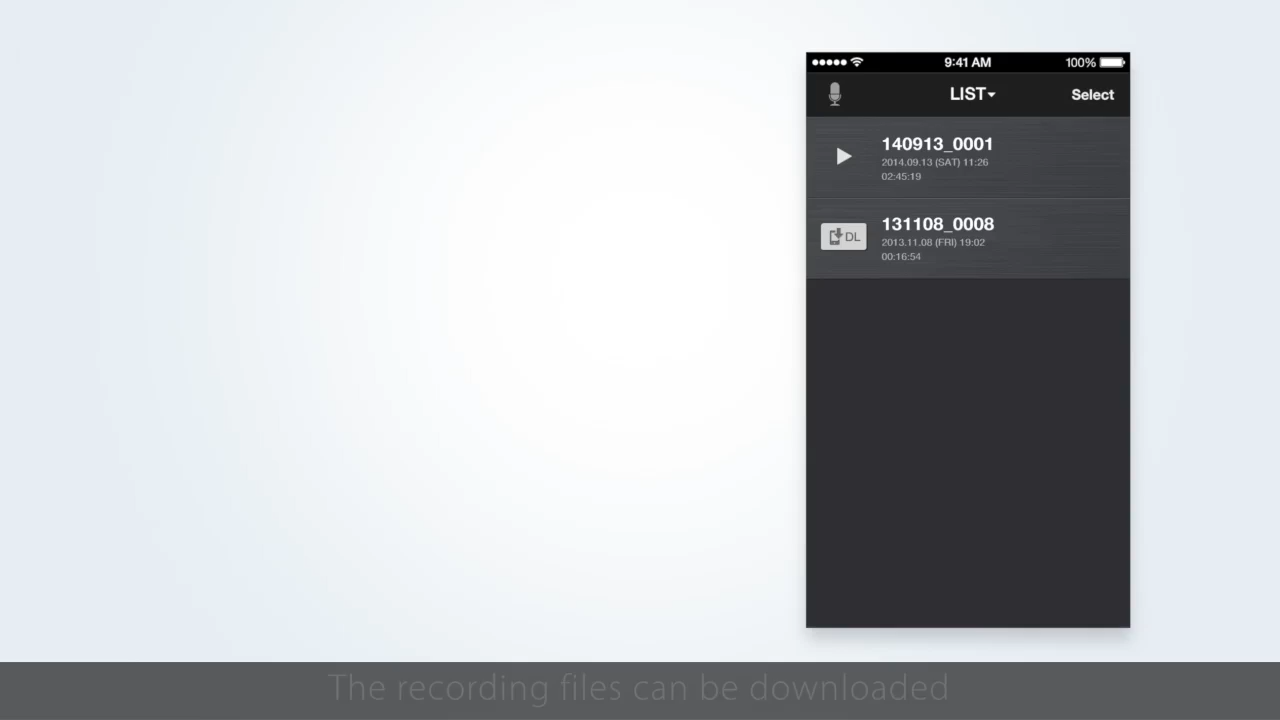 9:41 AM
100%
LIST
Select
140913_0001
2014.09.13 (SAT) 11:26
02:45:19
DL
131108_0008
2013.11.08 (FRI) 19:02
00:16:54
The recording files can be downloaded